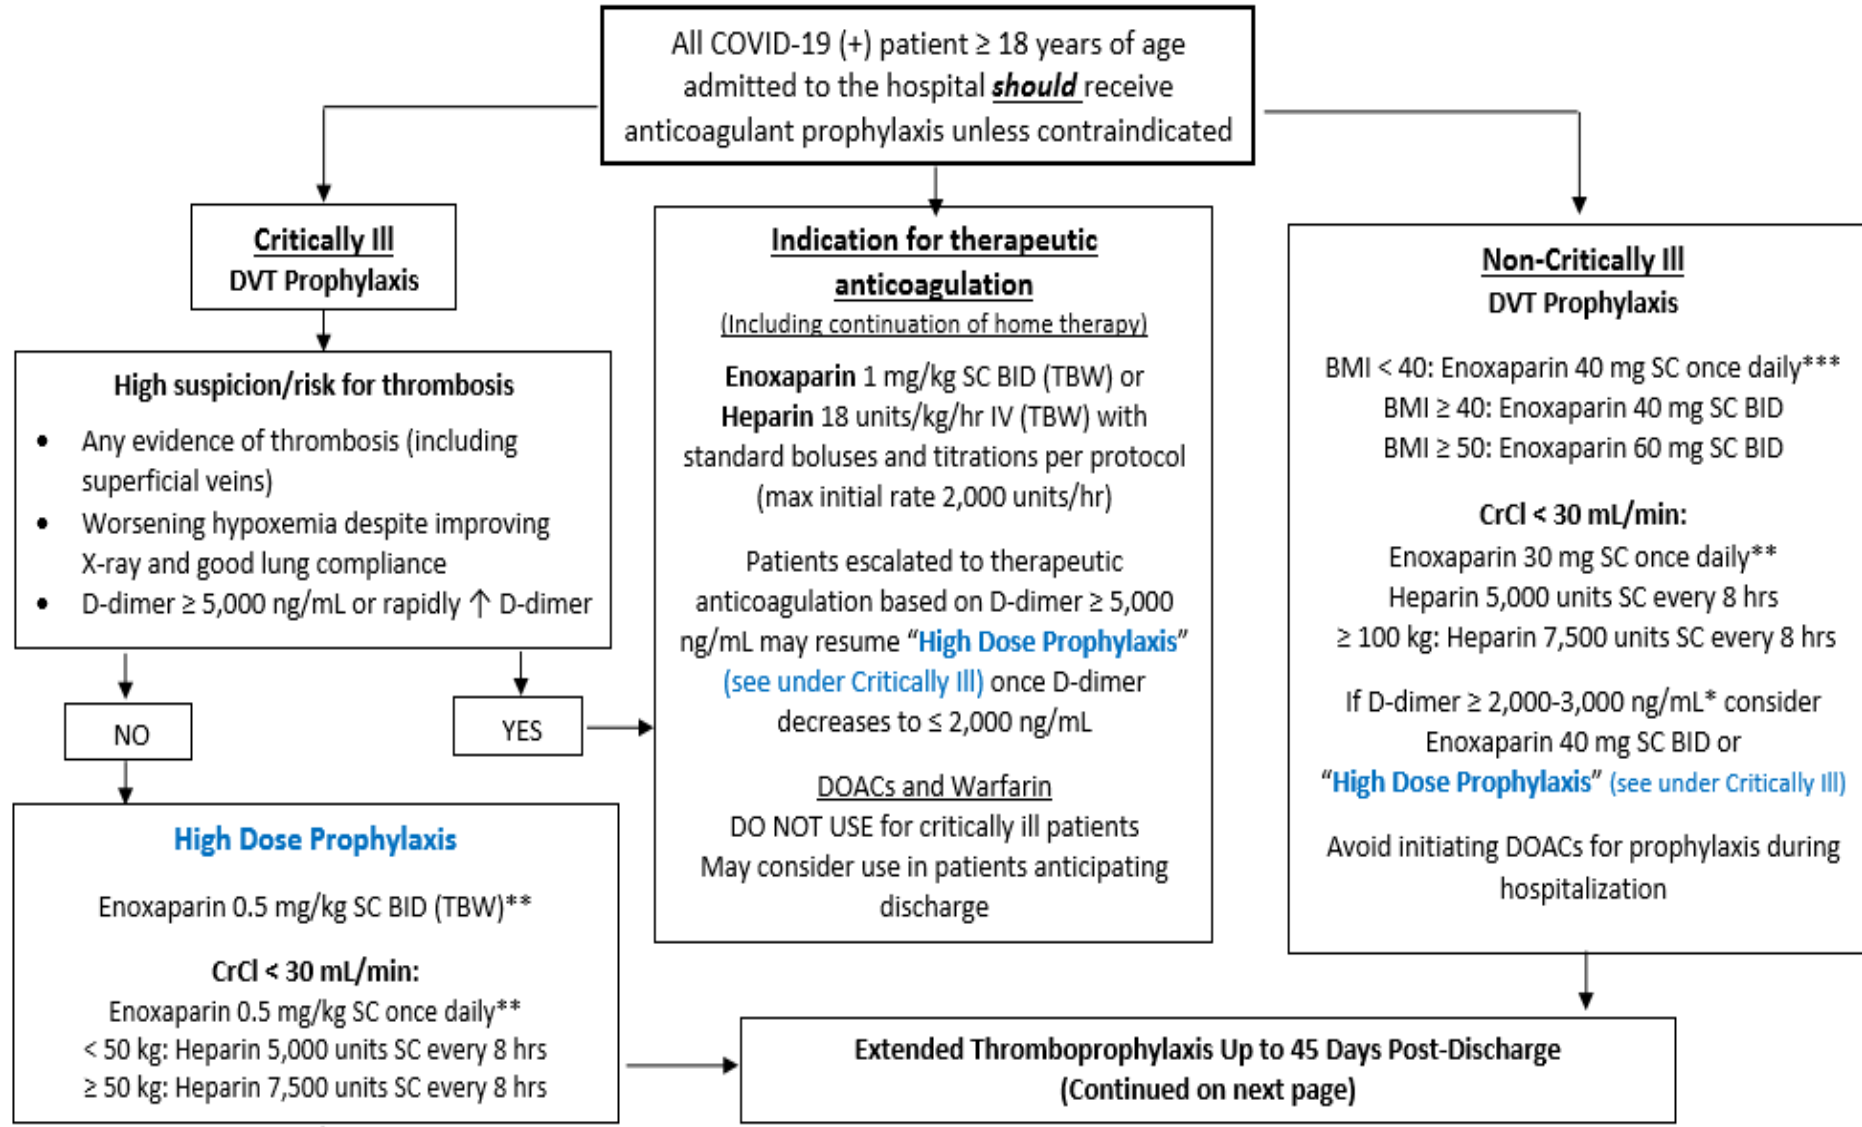 All COVID-19 (+) patient ≥ 18 years of age
admitted to the hospital should receive
anticoagulant prophylaxis unless contraindicated
Critically Ill
DVT Prophylaxis
High suspicion/risk for thrombosis
• Any evidence of thrombosis (including
superficial veins)
• Worsening hypoxemia despite improving
X-ray and good lung compliance
• D-dimer ≥ 5,000 ng/mL or rapidly ↑ D-dimer
NO
YES
High Dose Prophylaxis
Enoxaparin 0.5 mg/kg SC BID (TBW)**
CrCl < 30 mL/min:
Enoxaparin 0.5 mg/kg SC once daily**
< 50 kg: Heparin 5,000 units SC every 8 hrs
≥ 50 kg: Heparin 7,500 units SC every 8 hrs
Indication for therapeutic
anticoagulation
(Including continuation of home therapy)
Enoxaparin 1 mg/kg SC BID (TBW) or
Heparin 18 units/kg/hr IV (TBW) with
standard boluses and titrations per protocol
(max initial rate 2,000 units/hr)
Patients escalated to therapeutic
anticoagulation based on D-dimer ≥ 5,000
ng/mL may resume “High Dose Prophylaxis”
(see under Critically Ill) once D-dimer
decreases to ≤ 2,000 ng/mL
DOACs and Warfarin
DO NOT USE for critically ill patients
May consider use in patients anticipating
discharge
Non-Critically Ill
DVT Prophylaxis
BMI < 40: Enoxaparin 40 mg SC once daily***
BMI ≥ 40: Enoxaparin 40 mg SC BID
BMI ≥ 50: Enoxaparin 60 mg SC BID
CrCl < 30 mL/min:
Enoxaparin 30 mg SC once daily**
Heparin 5,000 units SC every 8 hrs
≥ 100 kg: Heparin 7,500 units SC every 8 hrs
If D-dimer ≥ 2,000-3,000 ng/mL* consider
Enoxaparin 40 mg SC BID or
“High Dose Prophylaxis” (see under Critically Ill)
Avoid initiating DOACs for prophylaxis during
hospitalization
Extended Thromboprophylaxis Up to 45 Days Post-Discharge
(Continued on next page)